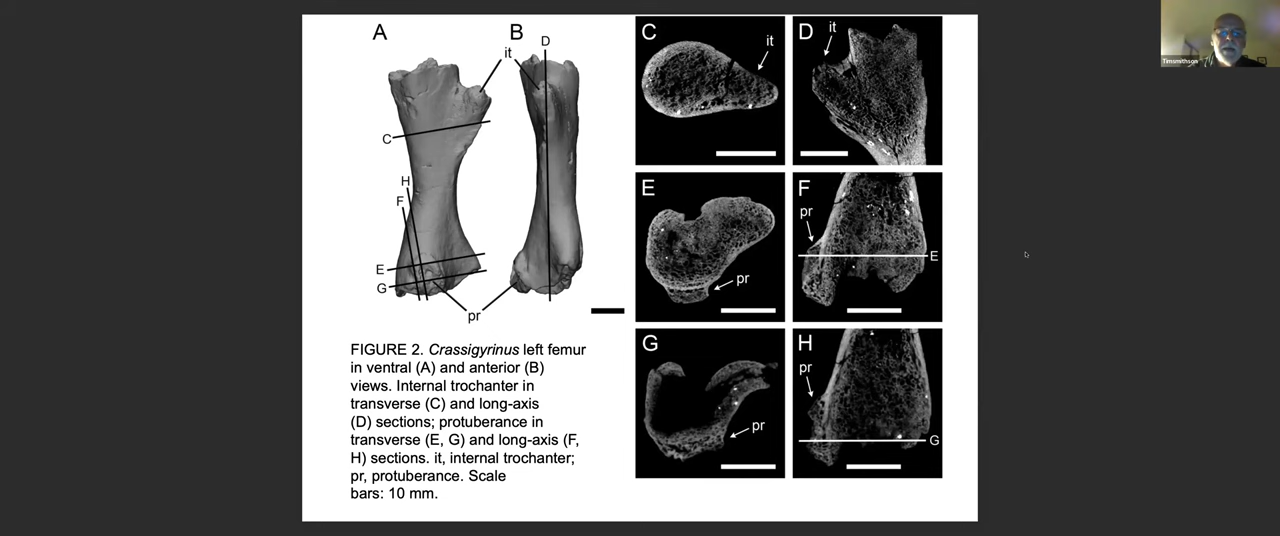 A
B
D
it
C
H
F
E
G
pr
C
it
D
it
E
pr
F
pr
E
G
pr
H
pr
G
FIGURE 2. Crassigyrinus left femur
in ventral (A) and anterior (B)
views. Internal trochanter in
transverse (C) and long-axis
(D) sections; protuberance in
transverse (E, G) and long-axis (F,
H) sections. it, internal trochanter;
pr, protuberance. Scale
bars: 10 mm.
Timsmithson